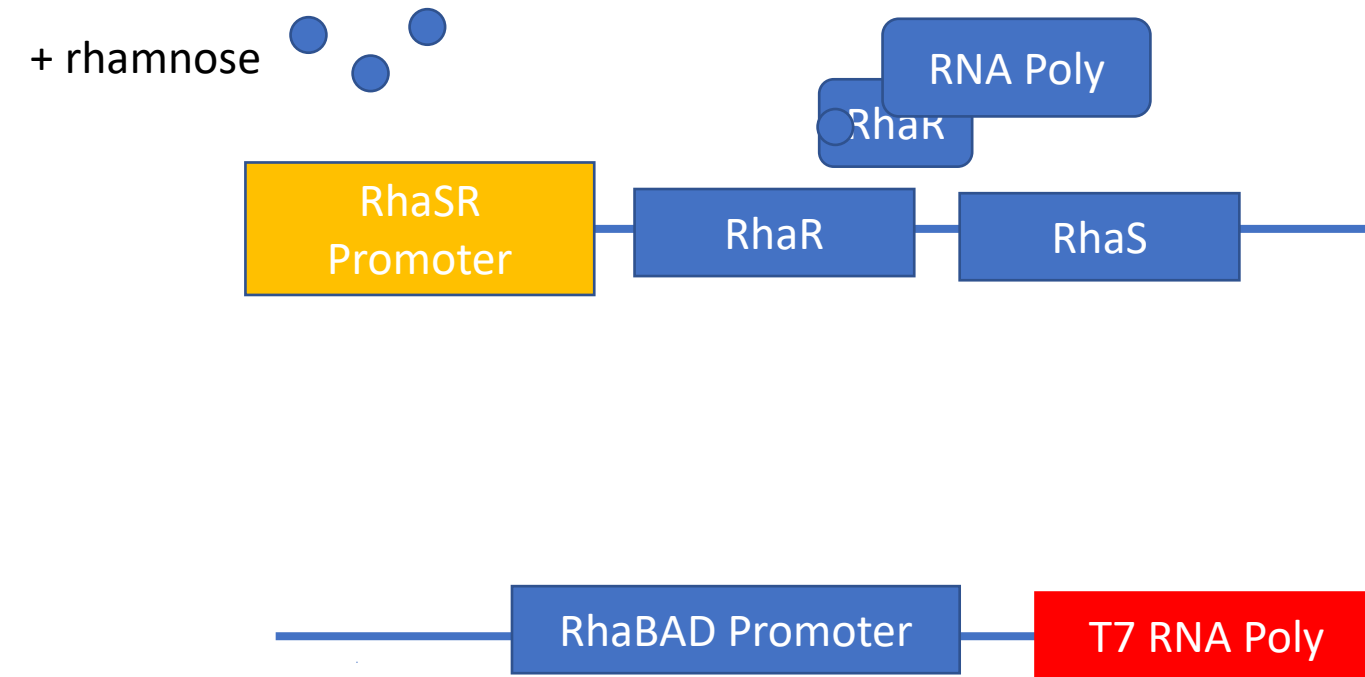 + rhamnose
RNA Poly
RhaR
RhaSR
Promoter
RhaR
RhaS
RhaBAD Promoter
T7 RNA Poly